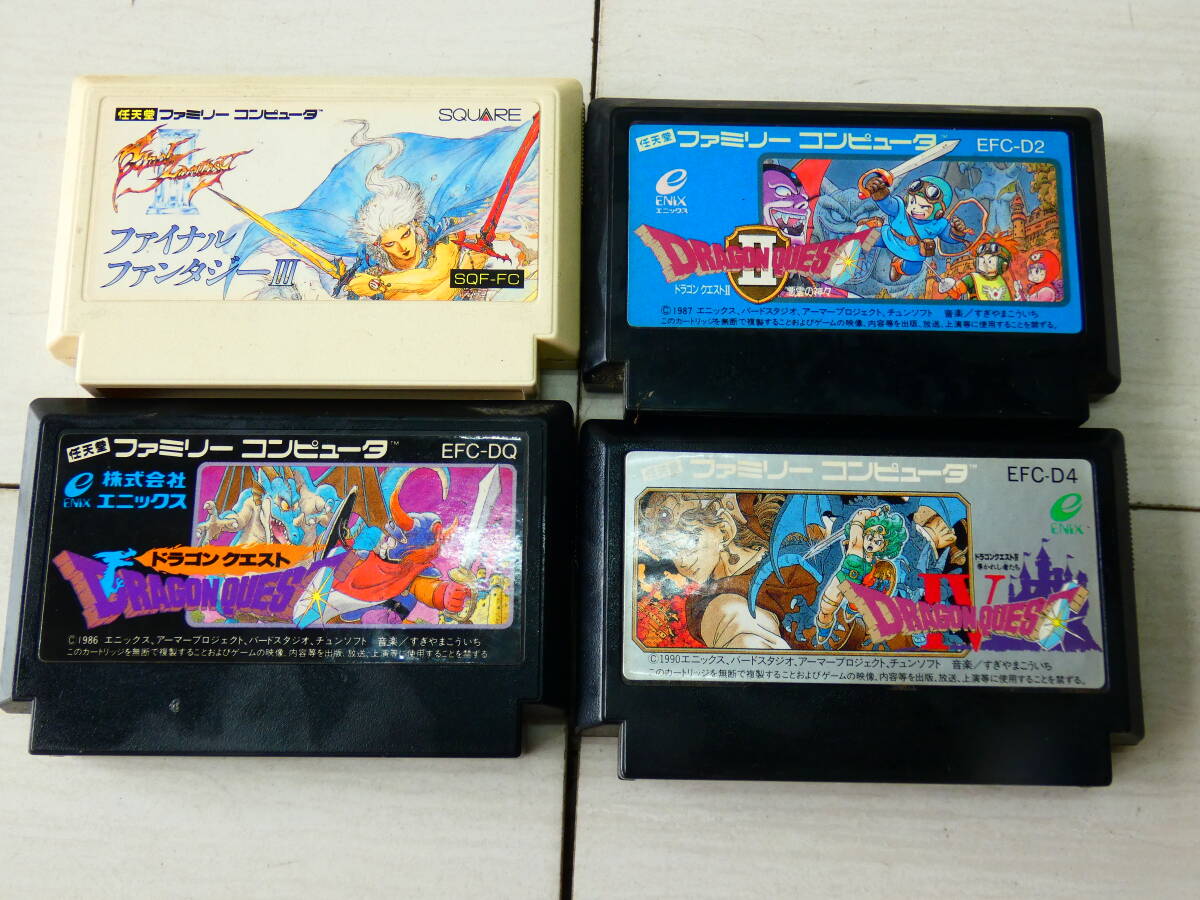 任天堂 ファミリー コンピュータ™
SQUARE
FINAL FANTASY
III
ファイナル
ファンタジーIII
SQF-FC
任天堂 ファミリー コンピュータ™
EFC-D2
e
ENIX
エニックス
DRAGON QUEST
II
ドラゴン クエストII 悪霊の神々
©1987 エニックス、バードスタジオ、アーマープロジェクト、チュンソフト 音楽／すぎやまこういち
このカートリッジを無断で複製することおよびゲームの映像、内容等を出版、放送、上演等に使用することを禁ずる。
任天堂 ファミリー コンピュータ™
EFC-DQ
e
ENIX
株式会社
エニックス
ドラゴン クエスト
DRAGON QUEST
©1986 エニックス、アーマープロジェクト、バードスタジオ、チュンソフト 音楽／すぎやまこういち
このカートリッジを無断で複製することおよびゲームの映像、内容等を出版、放送、上演等に使用することを禁ずる
任天堂 ファミリー コンピュータ™
EFC-D4
e
ENIX
ドラゴンクエストIV
導かれし者たち
IV
DRAGON QUEST
©1990 エニックス、バードスタジオ、アーマープロジェクト、チュンソフト 音楽／すぎやまこういち
このカートリッジを無断で複製することおよびゲームの映像、内容等を出版、放送、上演等に使用することを禁ずる。